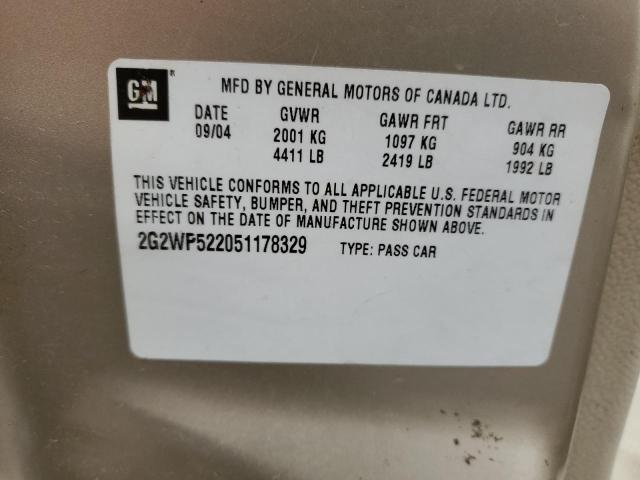 GM ®
MFD BY GENERAL MOTORS OF CANADA LTD.
DATE GVWR GAWR FRT GAWR RR
09/04 2001 KG 1097 KG 904 KG
4411 LB 2419 LB 1992 LB
THIS VEHICLE CONFORMS TO ALL APPLICABLE U.S. FEDERAL MOTOR
VEHICLE SAFETY, BUMPER, AND THEFT PREVENTION STANDARDS IN
EFFECT ON THE DATE OF MANUFACTURE SHOWN ABOVE.
2G2WP522051178329 TYPE: PASS CAR